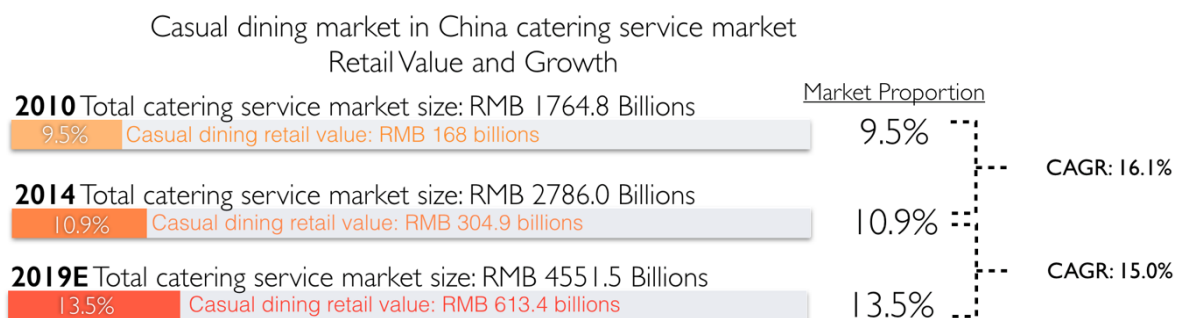 Casual dining market in China catering service market
Retail Value and Growth
Market Proportion
2010 Total catering service market size: RMB 1764.8 Billions
9.5% Casual dining retail value: RMB 168 billions
9.5%
CAGR: 16.1%
2014 Total catering service market size: RMB 2786.0 Billions
10.9% Casual dining retail value: RMB 304.9 billions
10.9%
CAGR: 15.0%
2019E Total catering service market size: RMB 4551.5 Billions
13.5% Casual dining retail value: RMB 613.4 billions
13.5%